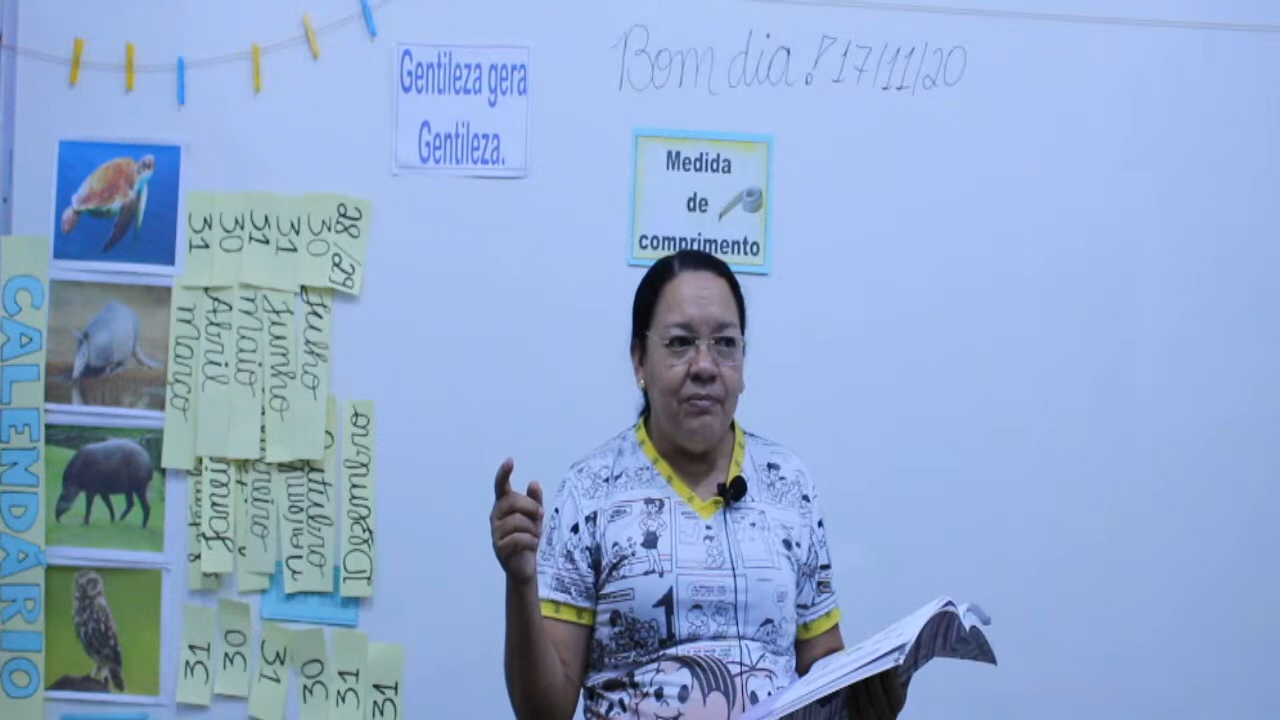 Bom dia! 17/11/20
Gentileza gera
Gentileza.
Medida
de
comprimento
CALENDÁRIO
31
30
31
31
30
28/29
Março
Abril
Maio
Junho
Julho
Outubro
Dezembro
31
30
31
30
31
31